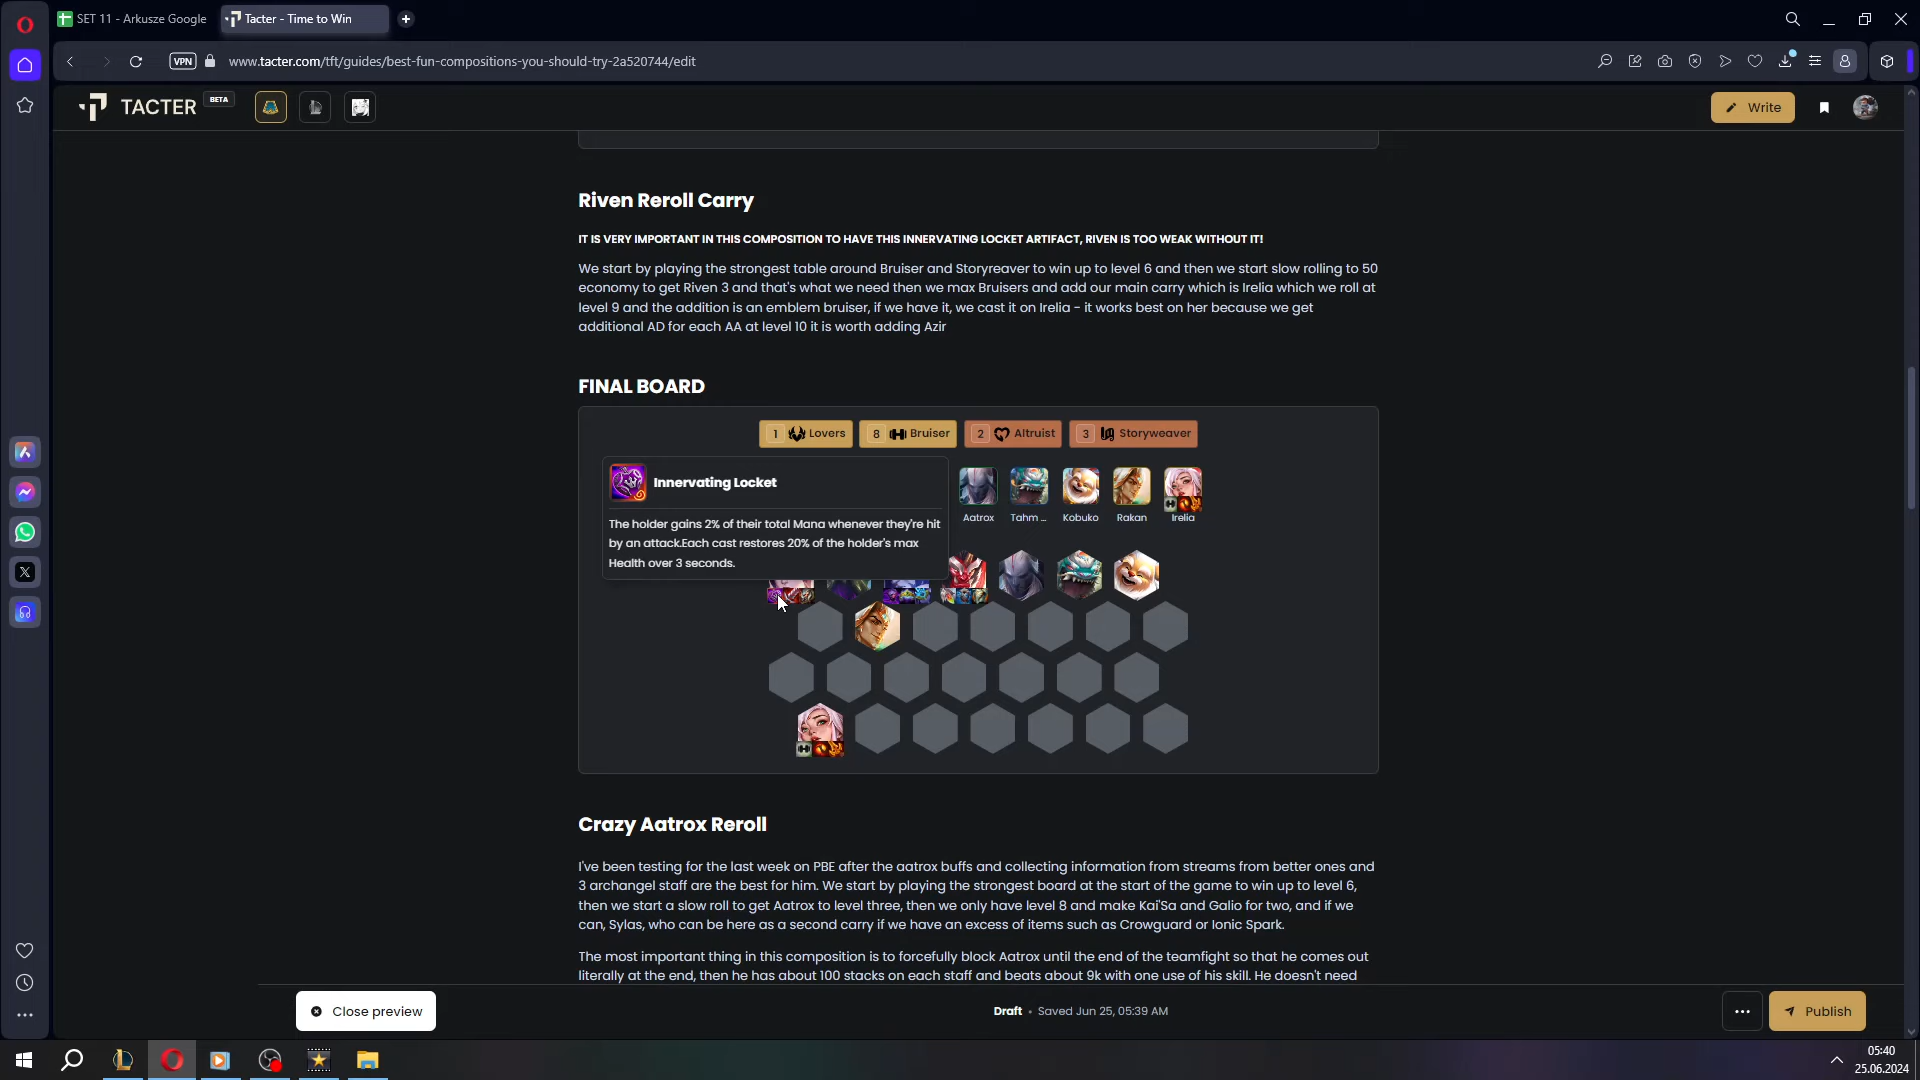 SET 11 - Arkusze Google
Tacter - Time to Win
VPN
www.tacter.com/tft/guides/best-fun-compositions-you-should-try-2a520744/edit
TACTER
BETA
Write
Riven Reroll Carry
IT IS VERY IMPORTANT IN THIS COMPOSITION TO HAVE THIS INNERVATING LOCKET ARTIFACT, RIVEN IS TOO WEAK WITHOUT IT!
We start by playing the strongest table around Bruiser and Storyreaver to win up to level 6 and then we start slow rolling to 50
economy to get Riven 3 and that's what we need then we max Bruisers and add our main carry which is Irelia which we roll at
level 9 and the addition is an emblem bruiser, if we have it, we cast it on Irelia - it works best on her because we get
additional AD for each AA at level 10 it is worth adding Azir
FINAL BOARD
1 Lovers
8 Bruiser
2 Altruist
3 Storyweaver
Innervating Locket
The holder gains 2% of their total Mana whenever they're hit
by an attack.Each cast restores 20% of the holder's max
Health over 3 seconds.
Aatrox
Tahm ...
Kobuko
Rakan
Irelia
Crazy Aatrox Reroll
I've been testing for the last week on PBE after the aatrox buffs and collecting information from streams from better ones and
3 archangel staff are the best for him. We start by playing the strongest board at the start of the game to win up to level 6,
then we start a slow roll to get Aatrox to level three, then we only have level 8 and make Kai'Sa and Galio for two, and if we
can, Sylas, who can be here as a second carry if we have an excess of items such as Crowguard or Ionic Spark.
The most important thing in this composition is to forcefully block Aatrox until the end of the teamfight so that he comes out
literally at the end, then he has about 100 stacks on each staff and beats about 9k with one use of his skill. He doesn't need
Close preview
Draft • Saved Jun 25, 05:39 AM
Publish
05:40
25.06.2024